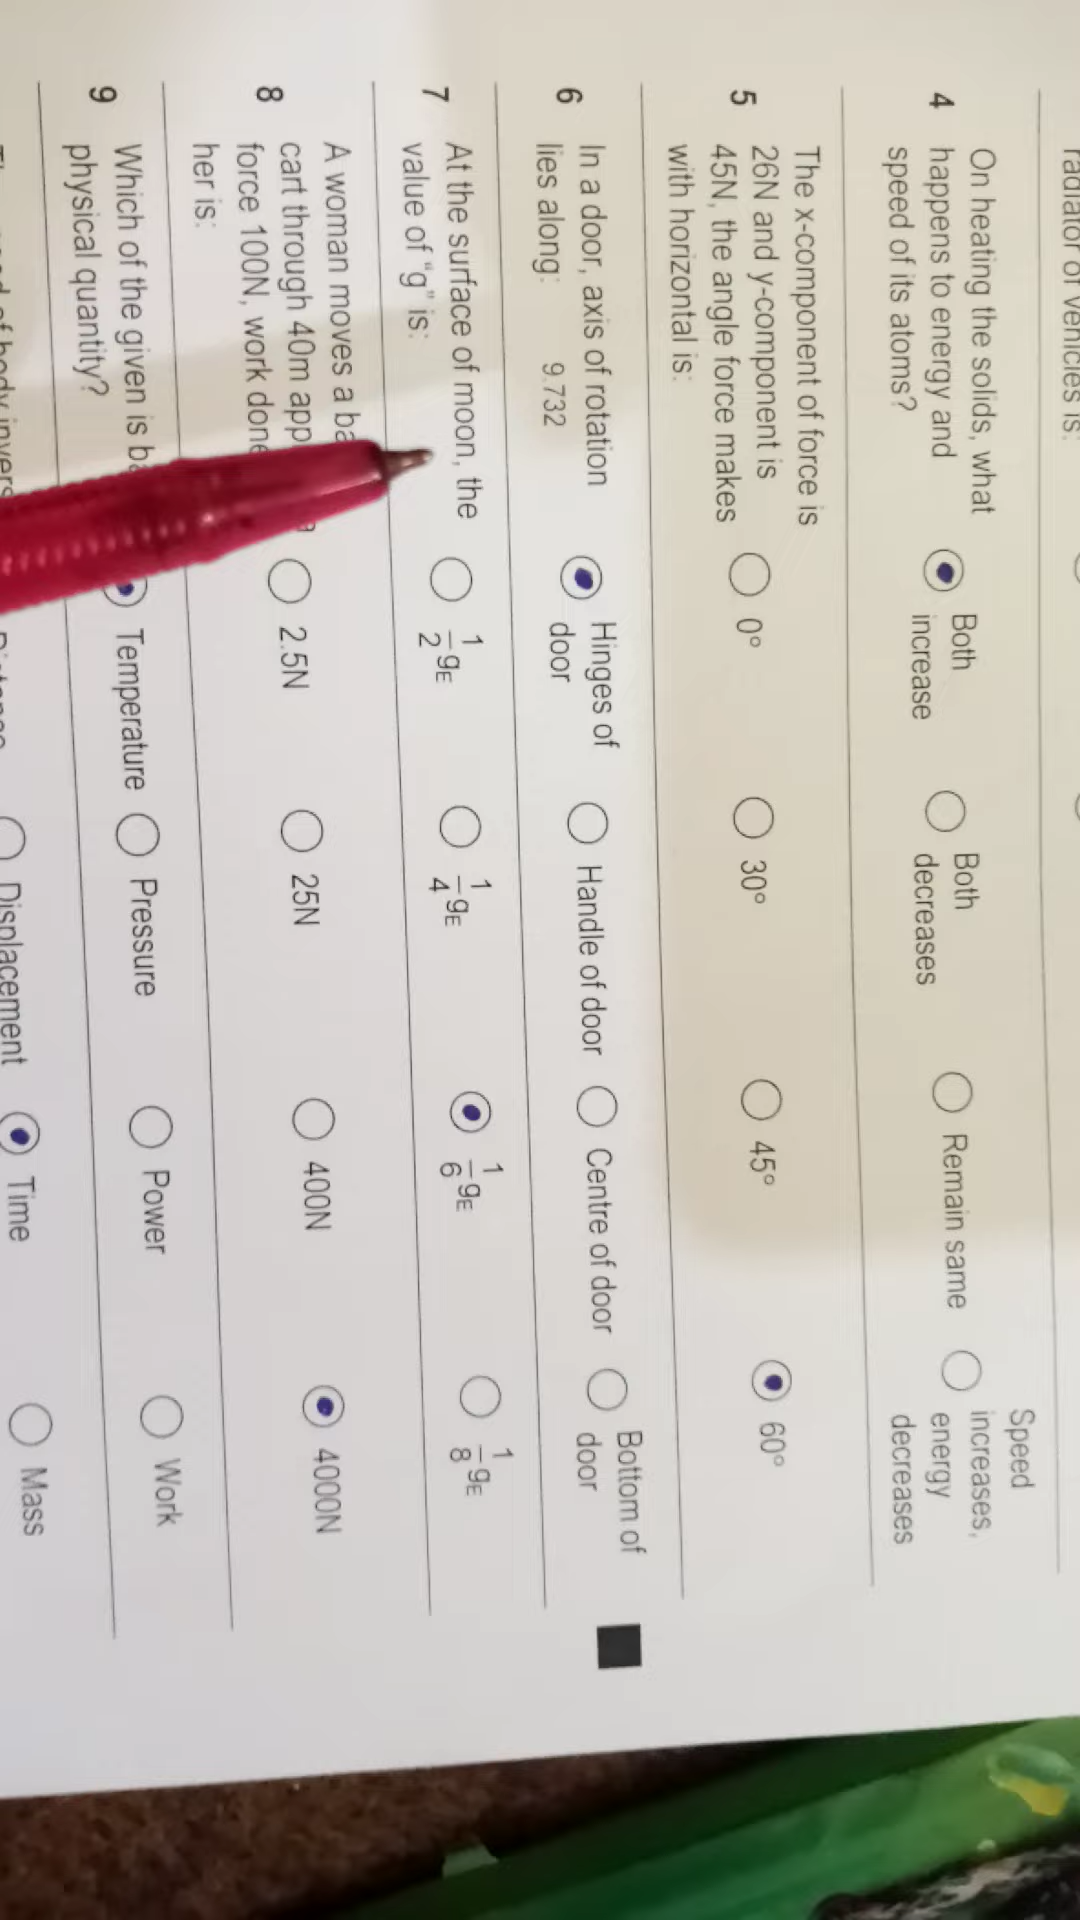 radiator of vehicles is:
4 On heating the solids, what
happens to energy and
speed of its atoms?
Both
increase
Both
decreases
Remain same
Speed
increases,
energy
decreases
5 The x-component of force is
26N and y-component is
45N, the angle force makes
with horizontal is:
0° 30° 45° 60°
6 In a door, axis of rotation
lies along: 9.732
Hinges of
door
Handle of door
Centre of door
Bottom of
door
7 At the surface of moon, the
value of "g" is:
1/2 gE 1/4 gE 1/6 gE 1/8 gE
8 A woman moves a
cart through 40m
force 100N, work done
her is:
2.5N 25N 400N 4000N
9 Which of the given is
physical quantity?
Temperature Pressure Power Work
Displacement Time Mass